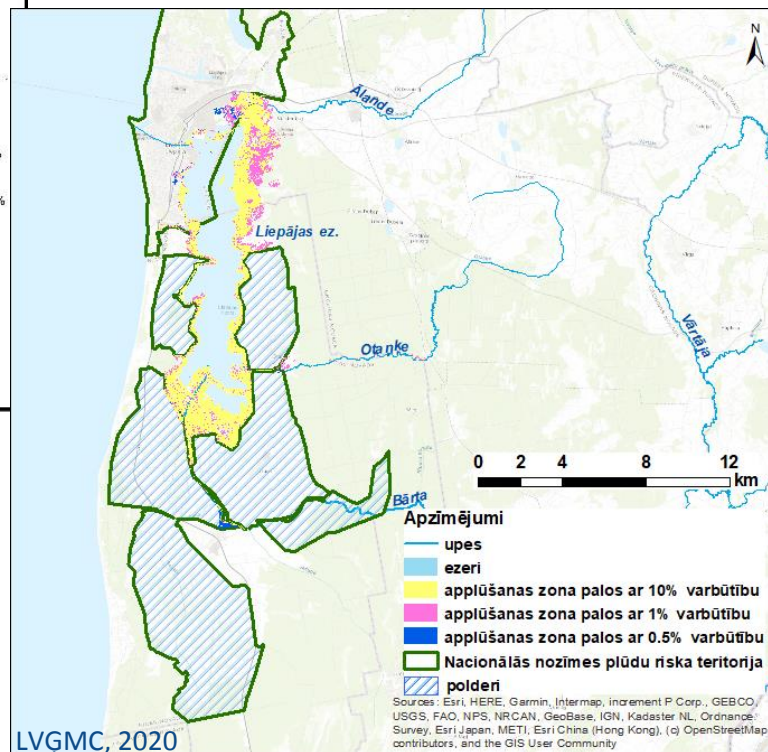 N
Ālande
Liepājas ez.
Otaņķe
Vārtāja
Bārta
0 2 4 8 12
km
Apzīmējumi
upes
ezeri
applūšanas zona palos ar 10% varbūtību
applūšanas zona palos ar 1% varbūtību
applūšanas zona palos ar 0.5% varbūtību
Nacionālās nozīmes plūdu riska teritorija
polderi
Sources: Esri, HERE, Garmin, Intermap, increment P Corp., GEBCO,
USGS, FAO, NPS, NRCAN, GeoBase, IGN, Kadaster NL, Ordnance
Survey, Esri Japan, METI, Esri China (Hong Kong), (c) OpenStreetMap
contributors, and the GIS User Community
LVGMC, 2020